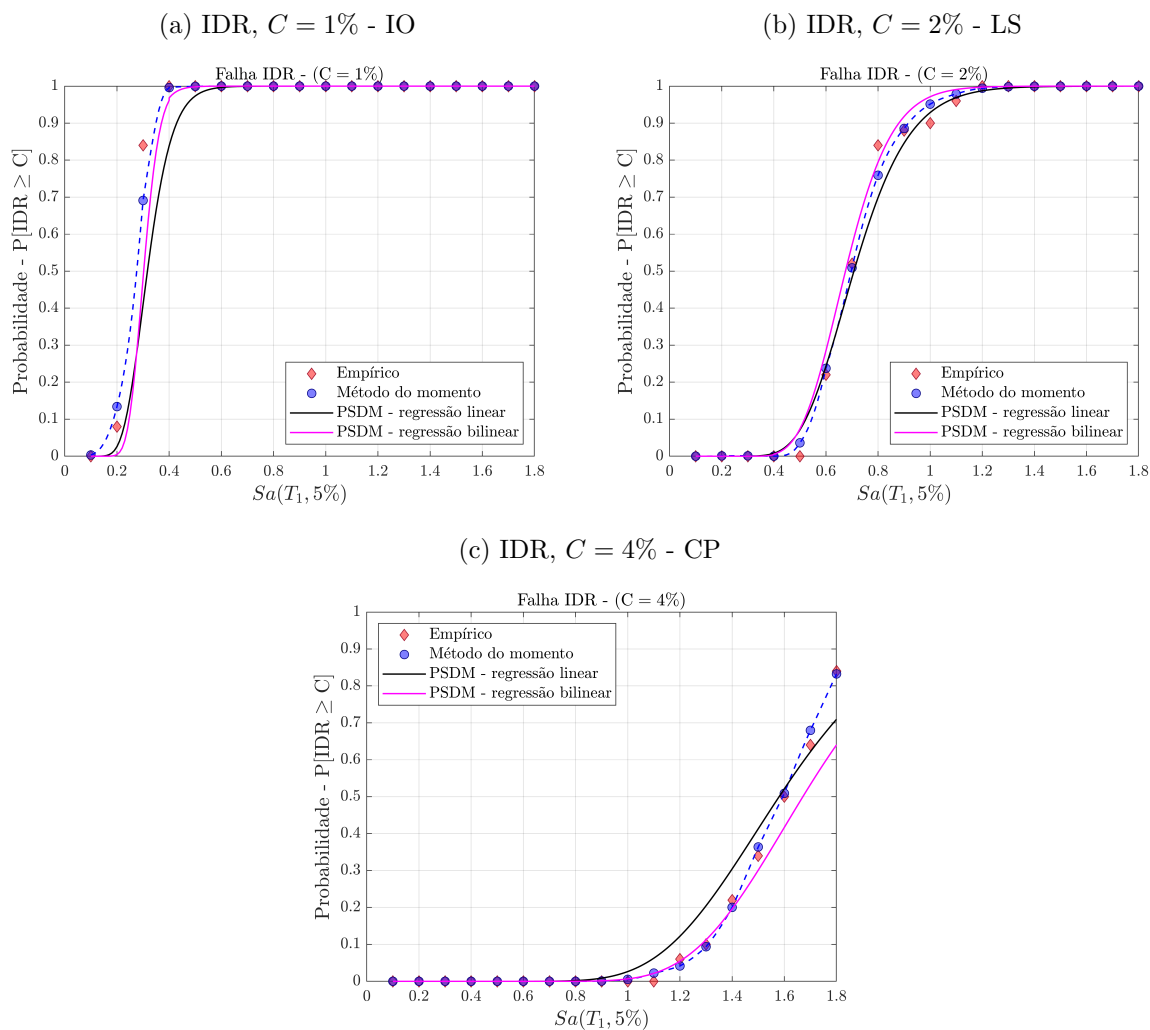 (a) IDR, C = 1% - IO
Falha IDR - (C = 1%)
Probabilidade - P[IDR ≥ C]
1
0.9
0.8
0.7
0.6
0.5
0.4
0.3
0.2
0.1
0
0 0.2 0.4 0.6 0.8 1 1.2 1.4 1.6 1.8
Sa(T₁, 5%)
Empírico
Método do momento
PSDM - regressão linear
PSDM - regressão bilinear
(b) IDR, C = 2% - LS
Falha IDR - (C = 2%)
Probabilidade - P[IDR ≥ C]
1
0.9
0.8
0.7
0.6
0.5
0.4
0.3
0.2
0.1
0
0 0.2 0.4 0.6 0.8 1 1.2 1.4 1.6 1.8
Sa(T₁, 5%)
Empírico
Método do momento
PSDM - regressão linear
PSDM - regressão bilinear
(c) IDR, C = 4% - CP
Falha IDR - (C = 4%)
Probabilidade - P[IDR ≥ C]
1
0.9
0.8
0.7
0.6
0.5
0.4
0.3
0.2
0.1
0
0 0.2 0.4 0.6 0.8 1 1.2 1.4 1.6 1.8
Sa(T₁, 5%)
Empírico
Método do momento
PSDM - regressão linear
PSDM - regressão bilinear